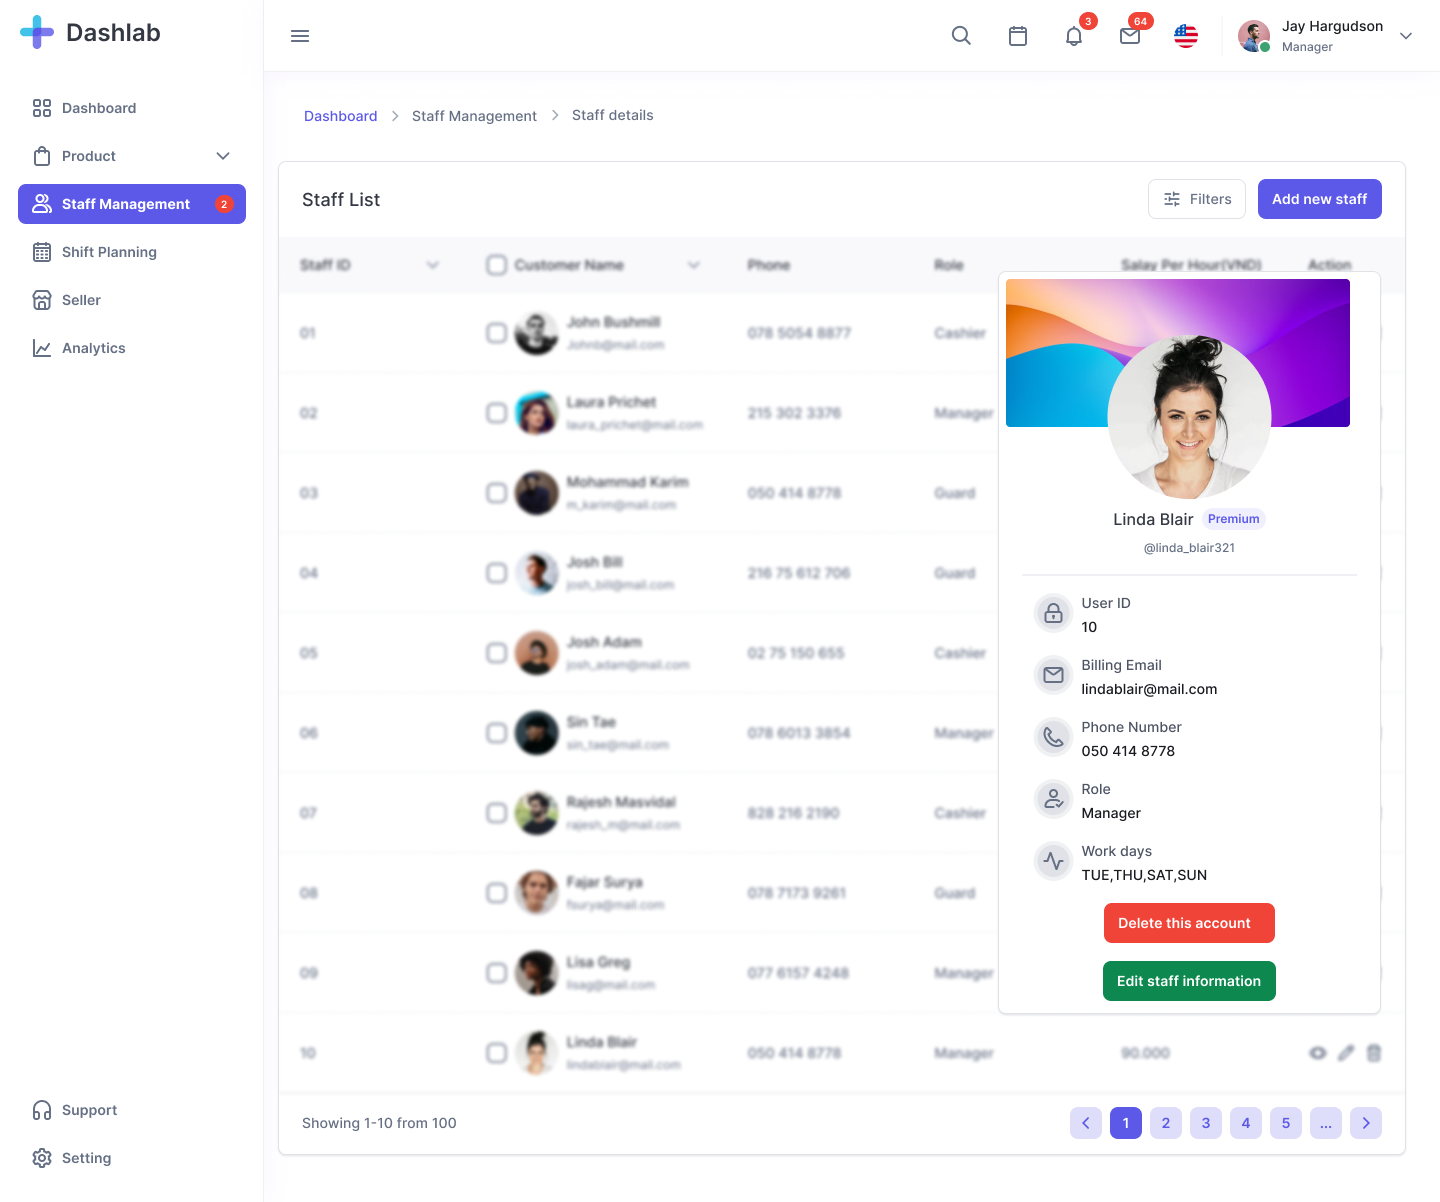 Dashlab
3
64
Jay Hargudson
Manager
Dashboard
Product
Staff Management
2
Shift Planning
Seller
Analytics
Support
Setting
Dashboard > Staff Management > Staff details
Staff List
Filters
Add new staff
Staff ID Customer Name Phone Role Salay Per Hour(VND) Action
01 John Bushmill 078 5054 8877 Cashier
Johnb@mail.com
02 Laura Prichet 215 302 3376 Manager
laura_prichet@mail.com
03 Mohammad Karim 050 414 8778 Guard
m_karim@mail.com
04 Josh Bill 216 75 612 706 Guard
josh_bill@mail.com
05 Josh Adam 02 75 150 655 Cashier
josh_adam@mail.com
06 Sin Tae 078 6013 3854 Manager
sin_tae@mail.com
07 Rajesh Masvidal 828 216 2190 Cashier
rajesh_m@mail.com
08 Fajar Surya 078 7173 9261 Guard
fsurya@mail.com
09 Lisa Greg 077 6157 4248 Manager
lisag@mail.com
10 Linda Blair 050 414 8778 Manager 90.000
lindablair@mail.com
Linda Blair Premium
@linda_blair321
User ID
10
Billing Email
lindablair@mail.com
Phone Number
050 414 8778
Role
Manager
Work days
TUE,THU,SAT,SUN
Delete this account
Edit staff information
Showing 1-10 from 100
1 2 3 4 5 ...